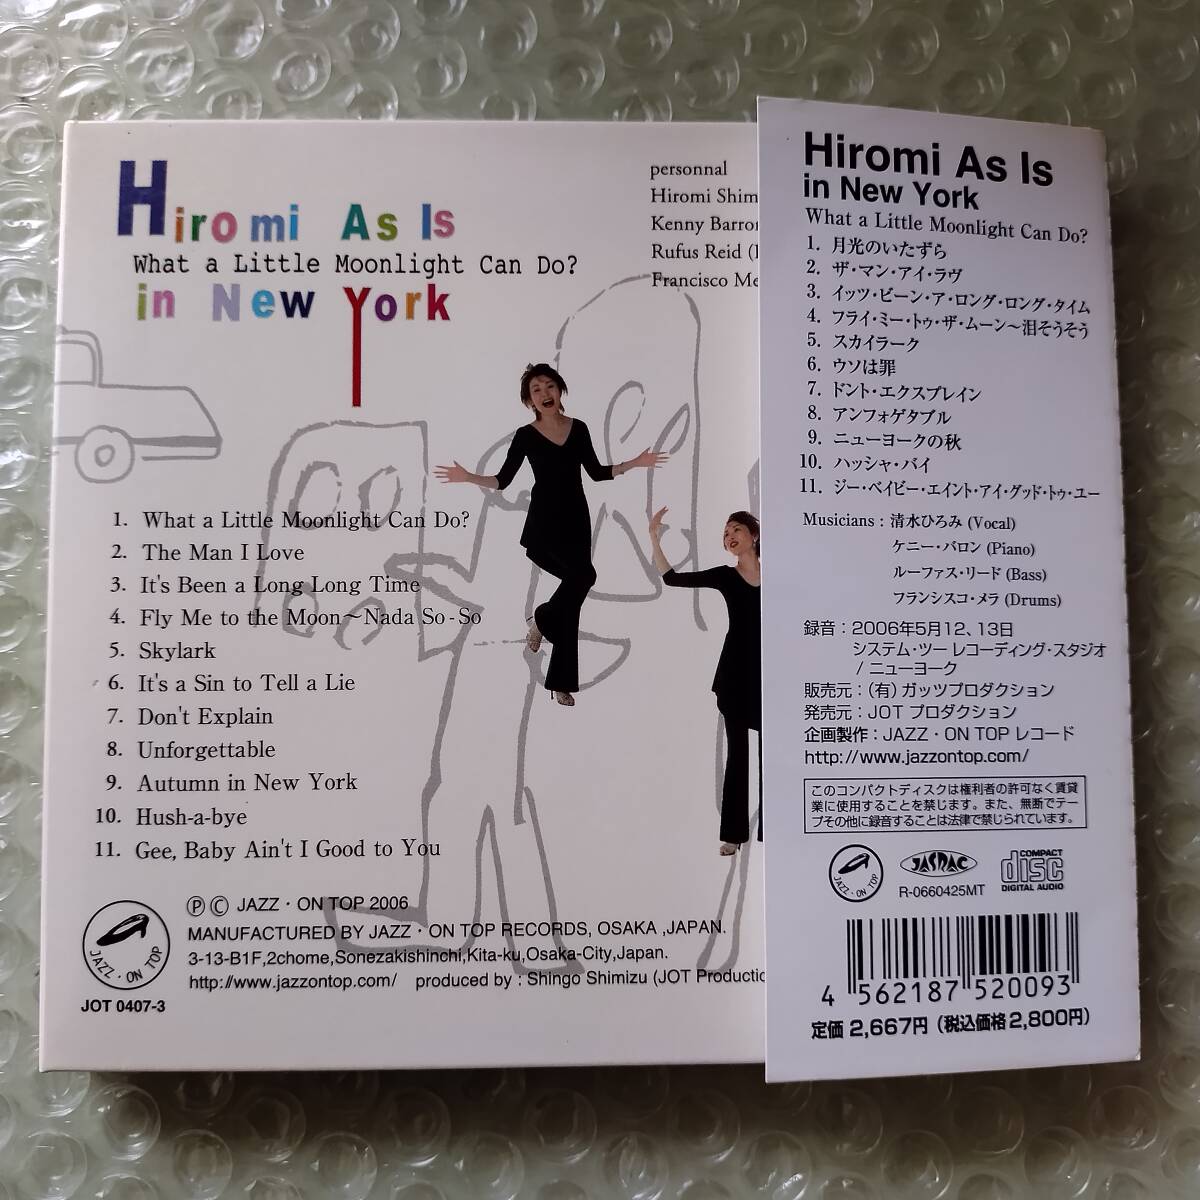 Hiromi As Is
What a Little Moonlight Can Do?
in New York
personnal
Hiromi Shim
Kenny Barron
Rufus Reid (
Francisco Me
1. What a Little Moonlight Can Do?
2. The Man I Love
3. It's Been a Long Long Time
4. Fly Me to the Moon～Nada So-So
5. Skylark
6. It's a Sin to Tell a Lie
7. Don't Explain
8. Unforgettable
9. Autumn in New York
10. Hush-a-bye
11. Gee, Baby Ain't I Good to You
JAZZ・ON TOP
JOT 0407-3
Ⓟ Ⓒ JAZZ・ON TOP 2006
MANUFACTURED BY JAZZ・ON TOP RECORDS, OSAKA ,JAPAN.
3-13-B1F,2chome,Sonezakishinchi,Kita-ku,Osaka-City,Japan.
http://www.jazzontop.com/ produced by : Shingo Shimizu (JOT Productio
Hiromi As Is
in New York
What a Little Moonlight Can Do?
1. 月光のいたずら
2. ザ・マン・アイ・ラヴ
3. イッツ・ビーン・ア・ロング・ロング・タイム
4. フライ・ミー・トゥ・ザ・ムーン〜泪そうそう
5. スカイラーク
6. ウソは罪
7. ドント・エクスプレイン
8. アンフォゲタブル
9. ニューヨークの秋
10. ハッシャ・バイ
11. ジー・ベイビー・エイント・アイ・グッド・トゥ・ユー
Musicians : 清水ひろみ (Vocal)
ケニー・バロン (Piano)
ルーファス・リード (Bass)
フランシスコ・メラ (Drums)
録音：2006年5月12、13日
システム・ツー レコーディング・スタジオ
/ ニューヨーク
販売元：(有) ガッツプロダクション
発売元：JOT プロダクション
企画製作：JAZZ・ON TOP レコード
http://www.jazzontop.com/
このコンパクトディスクは権利者の許可なく賃貸
業に使用することを禁じます。また、無断でテー
プその他に録音することは法律で禁じられています。
JAZZ・ON TOP
JASRAC
R-0660425MT
COMPACT
disc
DIGITAL AUDIO
4 562187 520093
定価 2,667円（税込価格2,800円）